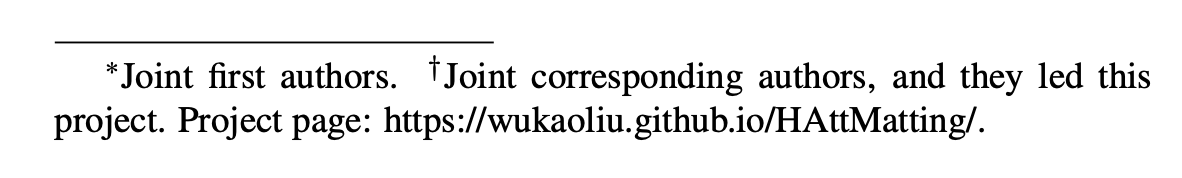 *Joint first authors. †Joint corresponding authors, and they led this
project. Project page: https://wukaoliu.github.io/HAttMatting/.